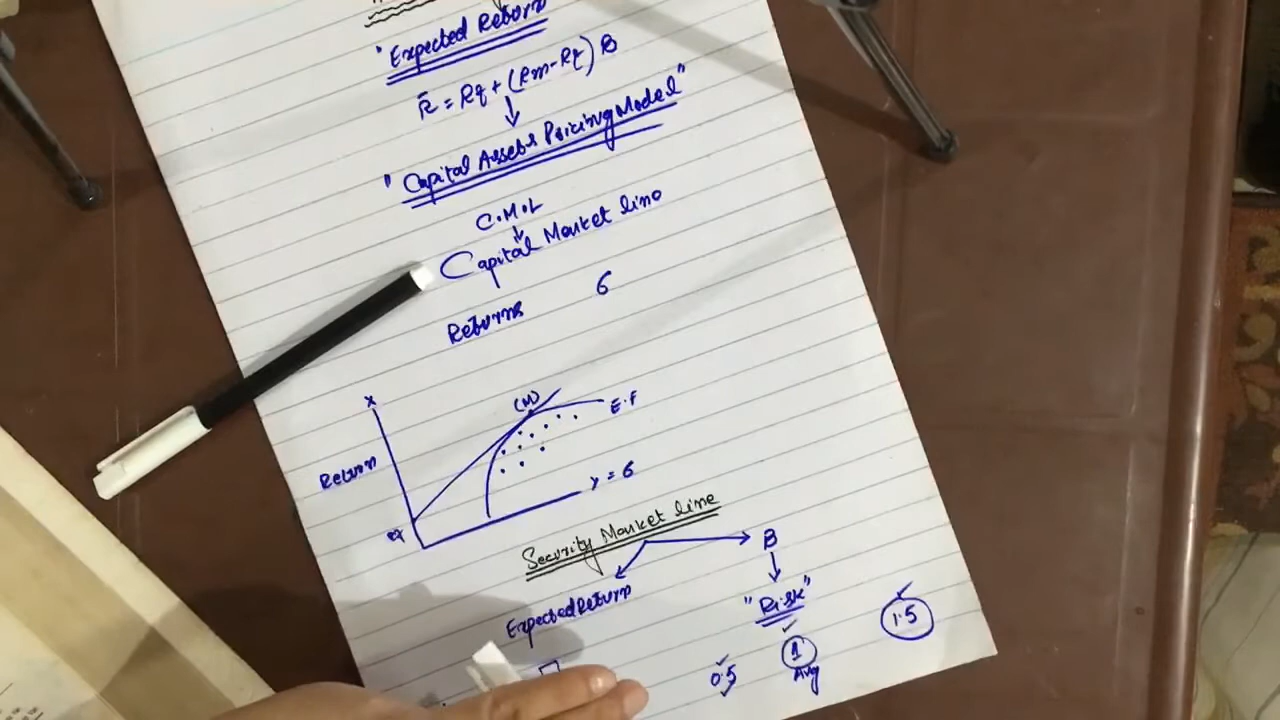 "Expected Return
R̄ = Rf + (Rm-Rf) B
"Capital Assets Pricing Model"
C.M.L
Capital Market line
Returns 6
X
(M)
E.F
Return
y = 6
Rf
Security Market line
B
Expected Return
"Risk"
1.5
1
0.5
Avg